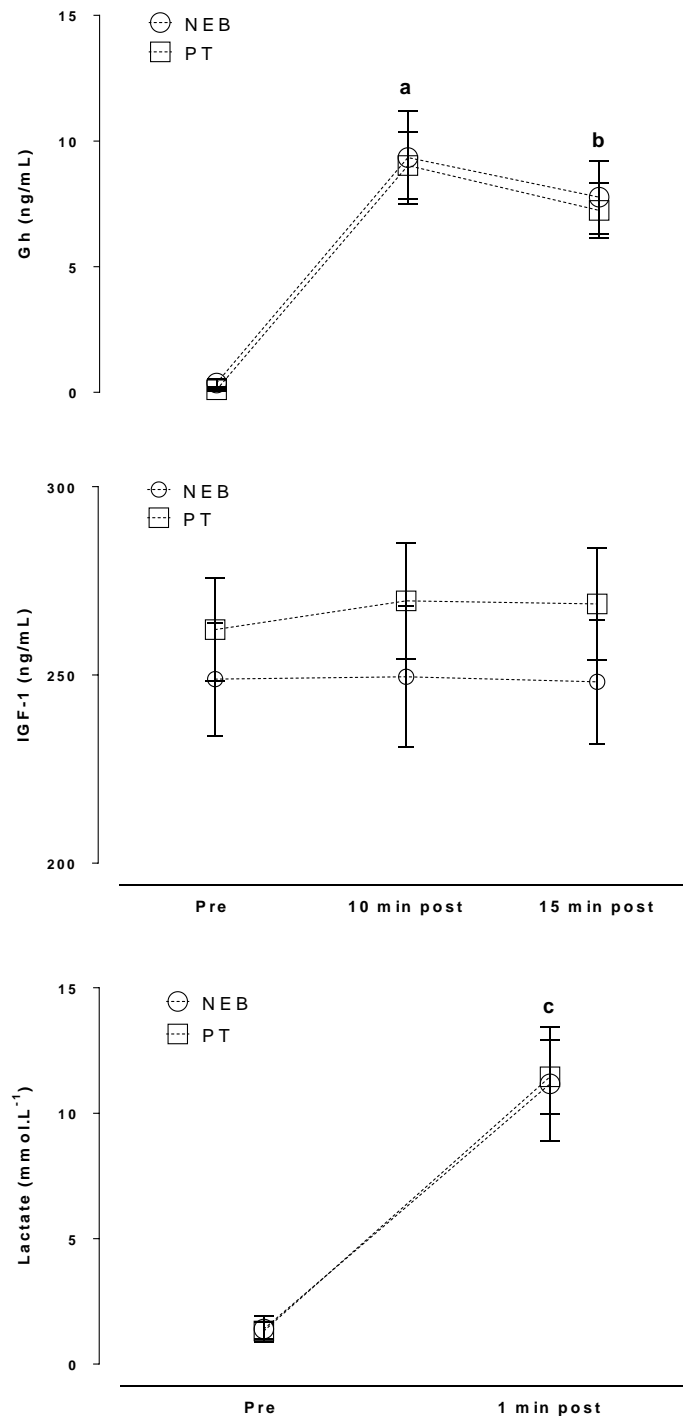 15
NEB
PT
a
10
b
Gh (ng/mL)
5
0
300
NEB
PT
IGF-1 (ng/mL)
250
200
Pre 10 min post 15 min post
15
NEB
c
PT
10
Lactate (mmol.L⁻¹)
5
0
Pre 1 min post